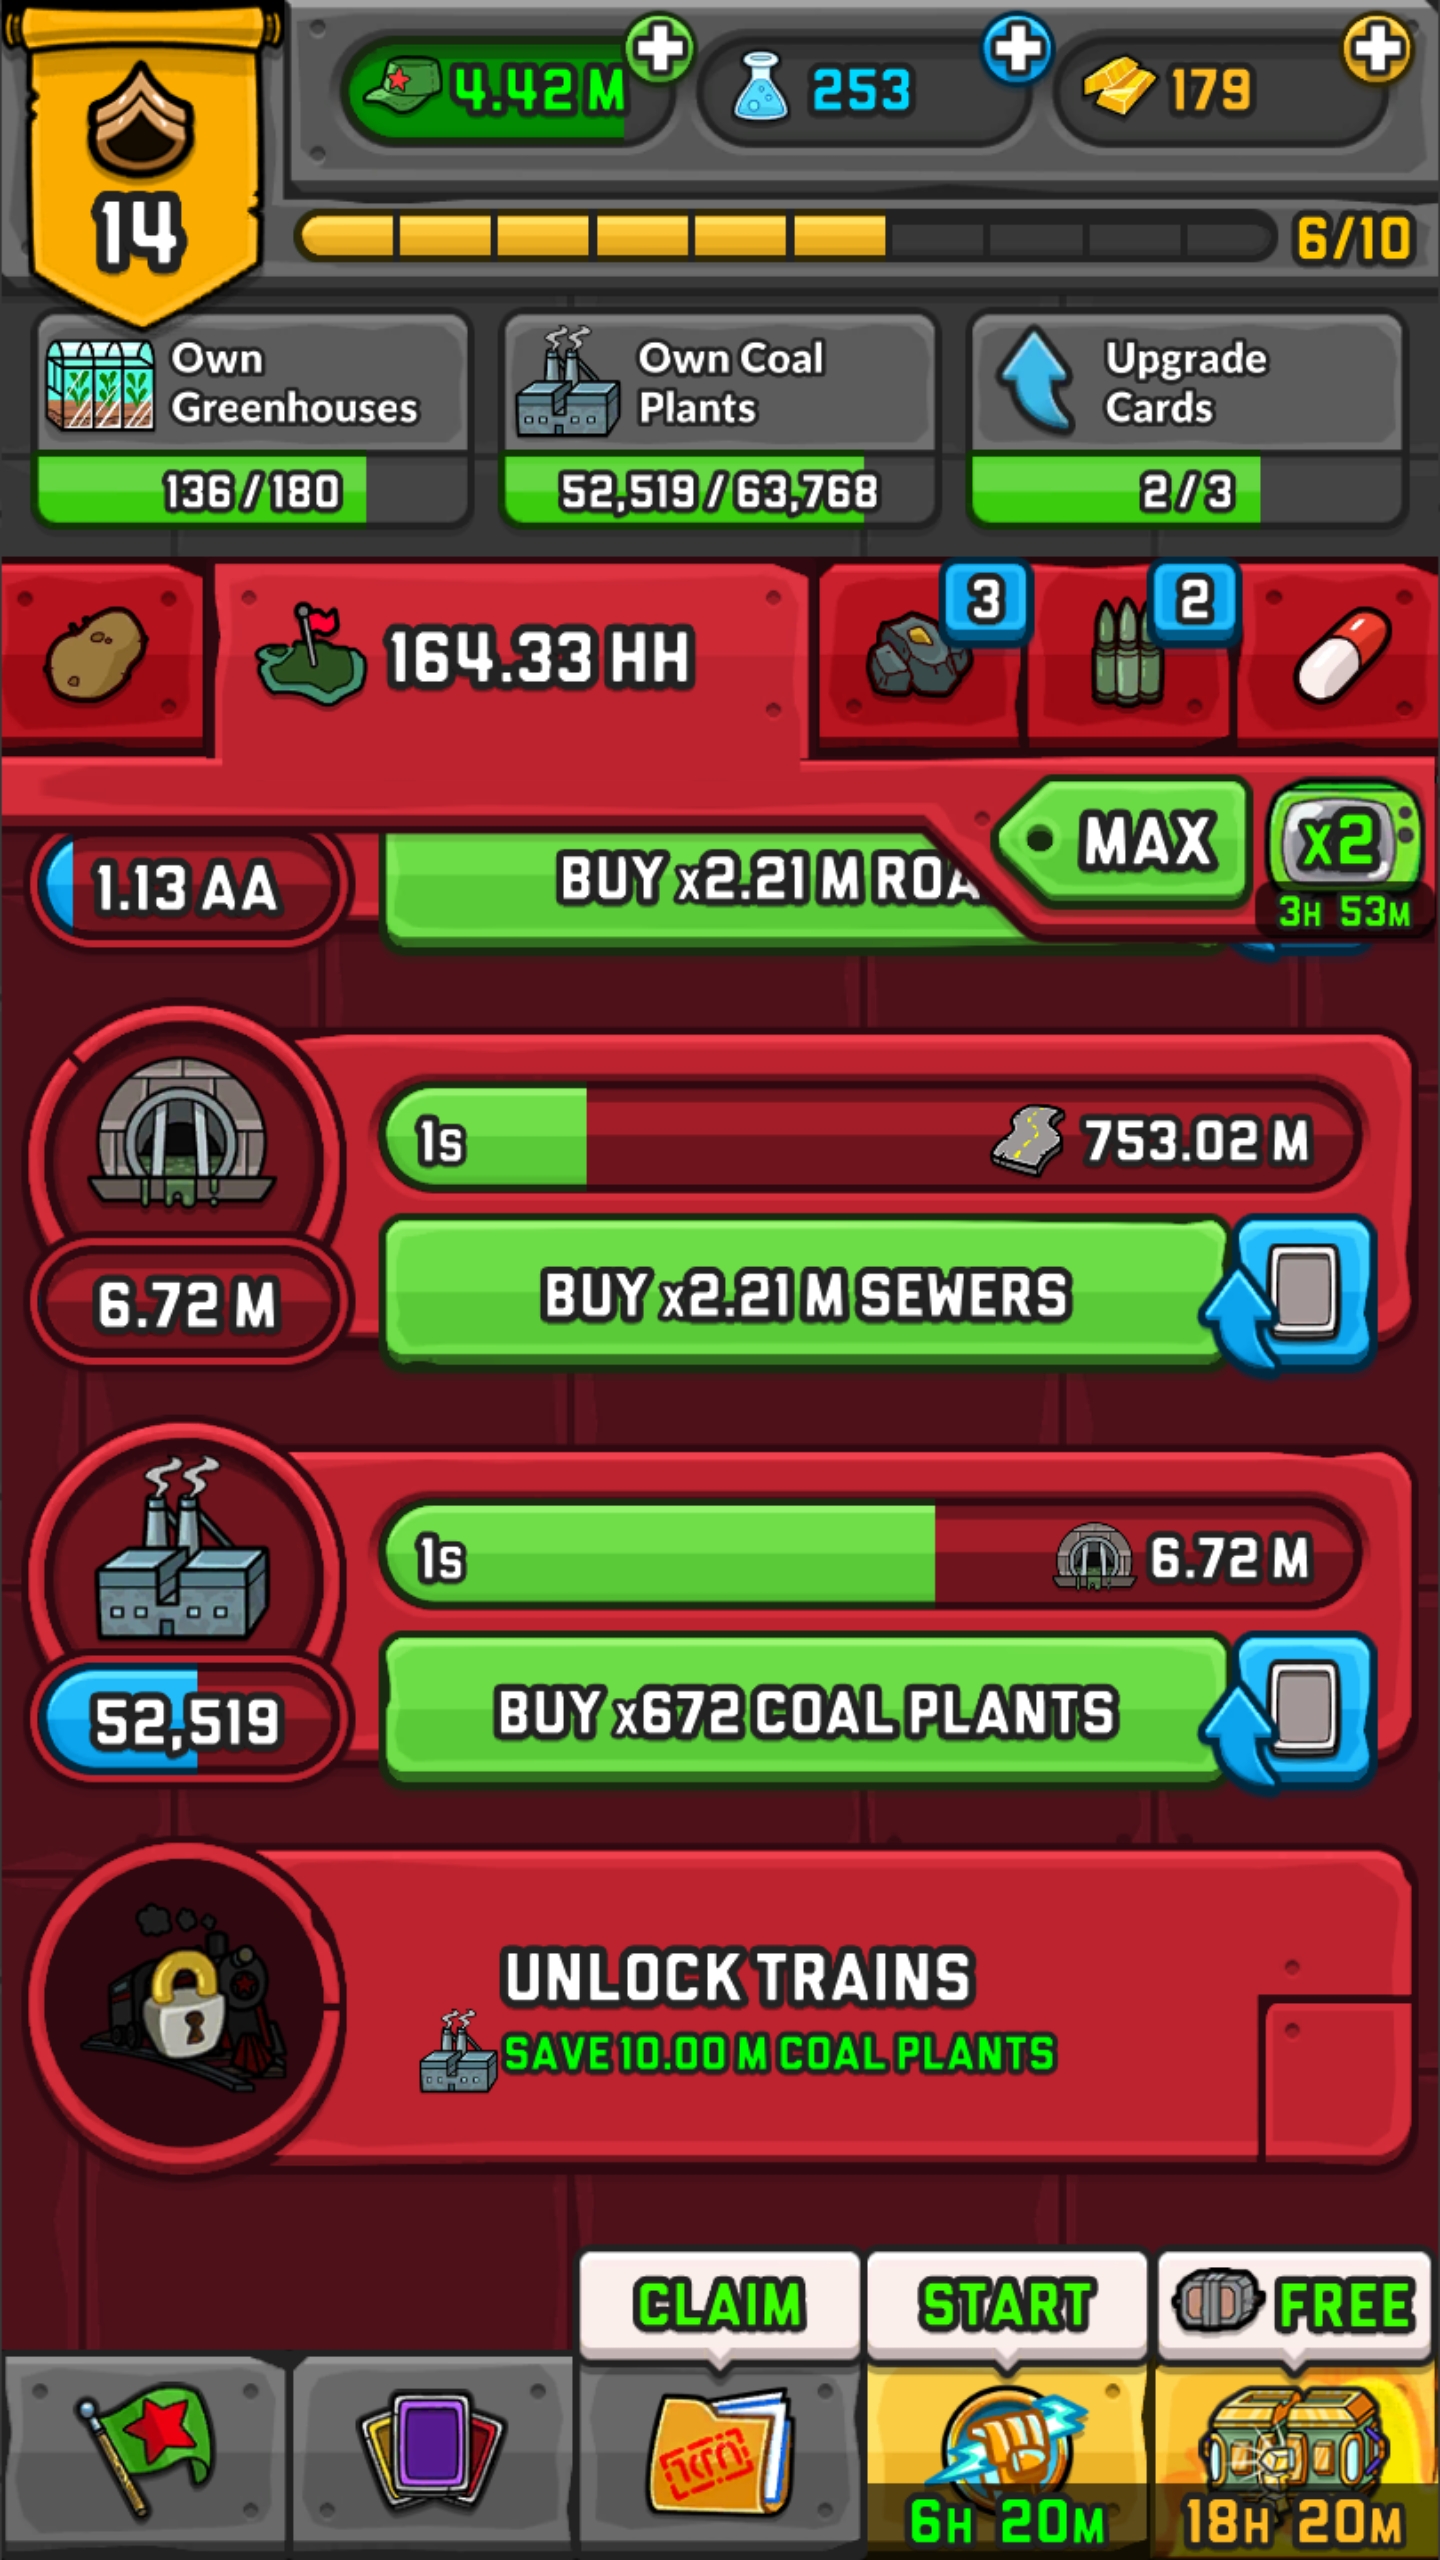 4.42 M
253
179
14
6/10
Own
Greenhouses
136 / 180
Own Coal
Plants
52,519 / 63,768
Upgrade
Cards
2 / 3
164.33 HH
3
2
MAX
x2
3H 53M
1.13 AA
BUY x2.21 M ROA
1s
753.02 M
6.72 M
BUY x2.21 M SEWERS
1s
6.72 M
52,519
BUY x672 COAL PLANTS
UNLOCK TRAINS
SAVE 10.00 M COAL PLANTS
CLAIM
START
FREE
6H 20M
18H 20M